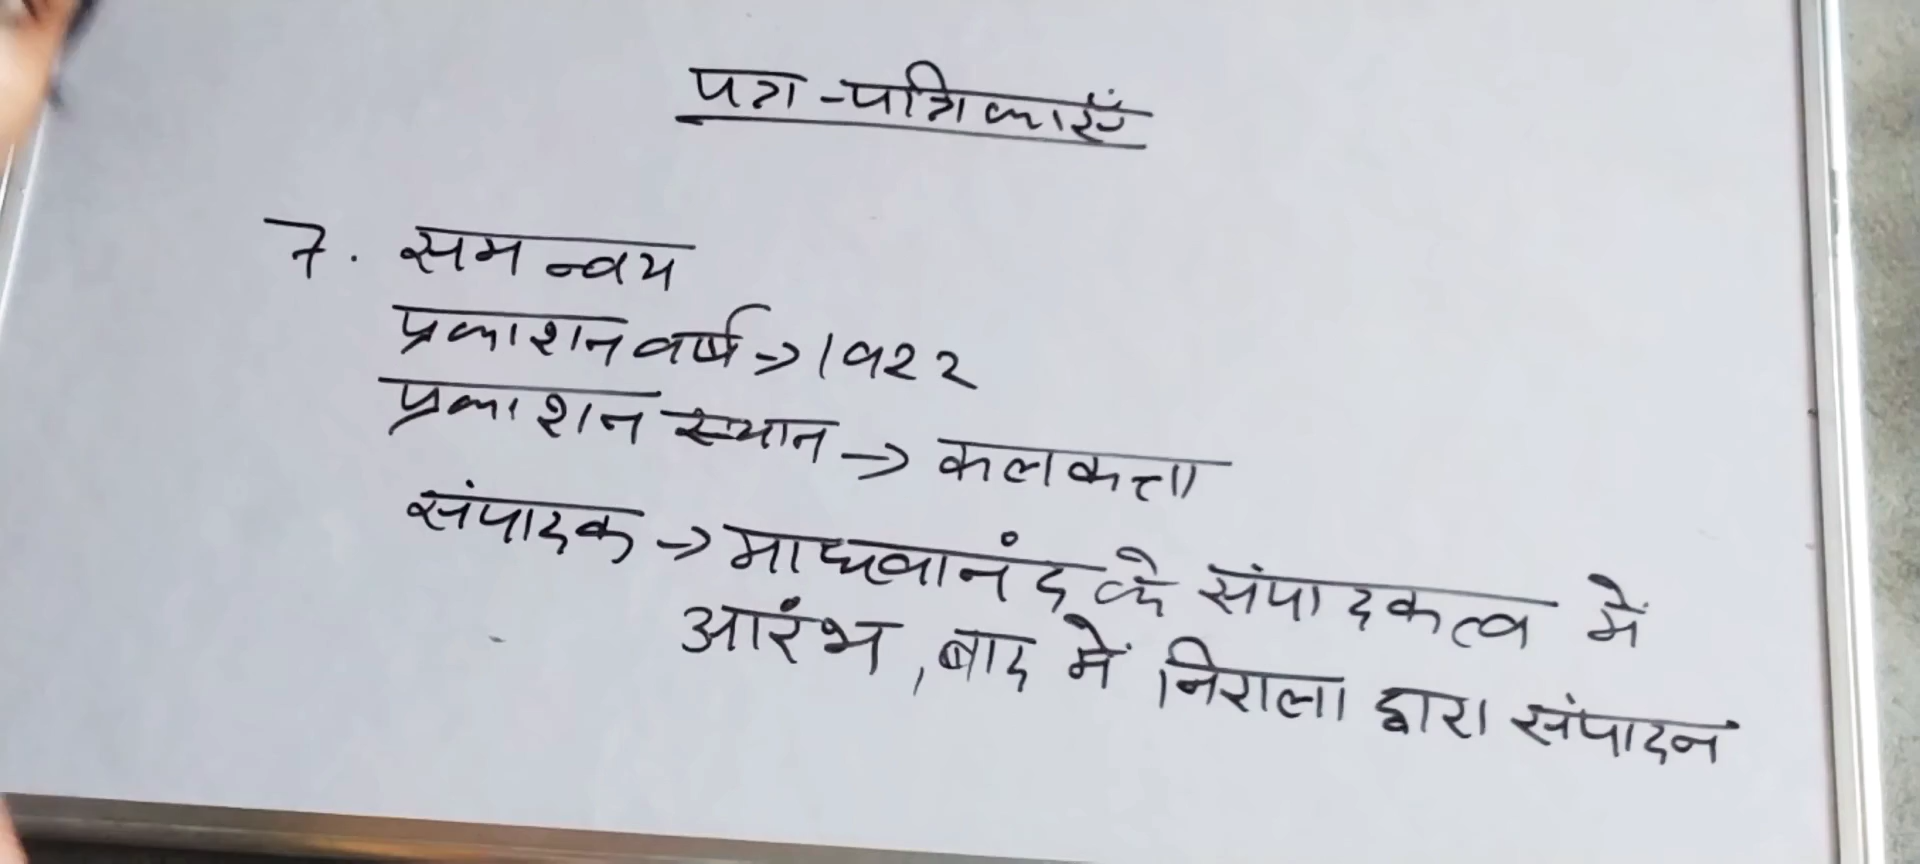 पत्र-पत्रिकाएँ
7. समन्वय
प्रकाशन वर्ष → 1922
प्रकाशन स्थान → कलकत्ता
संपादक → माधवानंद के संपादकत्व में
आरंभ, बाद में निराला द्वारा संपादन